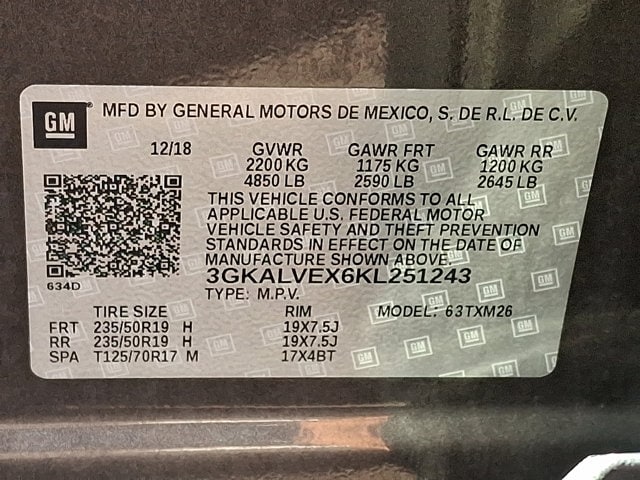 GM MFD BY GENERAL MOTORS DE MEXICO, S. DE R.L. DE C.V.
12/18 GVWR GAWR FRT GAWR RR
2200 KG 1175 KG 1200 KG
4850 LB 2590 LB 2645 LB
THIS VEHICLE CONFORMS TO ALL
APPLICABLE U.S. FEDERAL MOTOR
VEHICLE SAFETY AND THEFT PREVENTION
STANDARDS IN EFFECT ON THE DATE OF
MANUFACTURE SHOWN ABOVE.
634D
3GKALVEX6KL251243
TYPE: M.P.V.
TIRE SIZE RIM MODEL: 63TXM26
FRT 235/50R19 H 19X7.5J
RR 235/50R19 H 19X7.5J
SPA T125/70R17 M 17X4BT